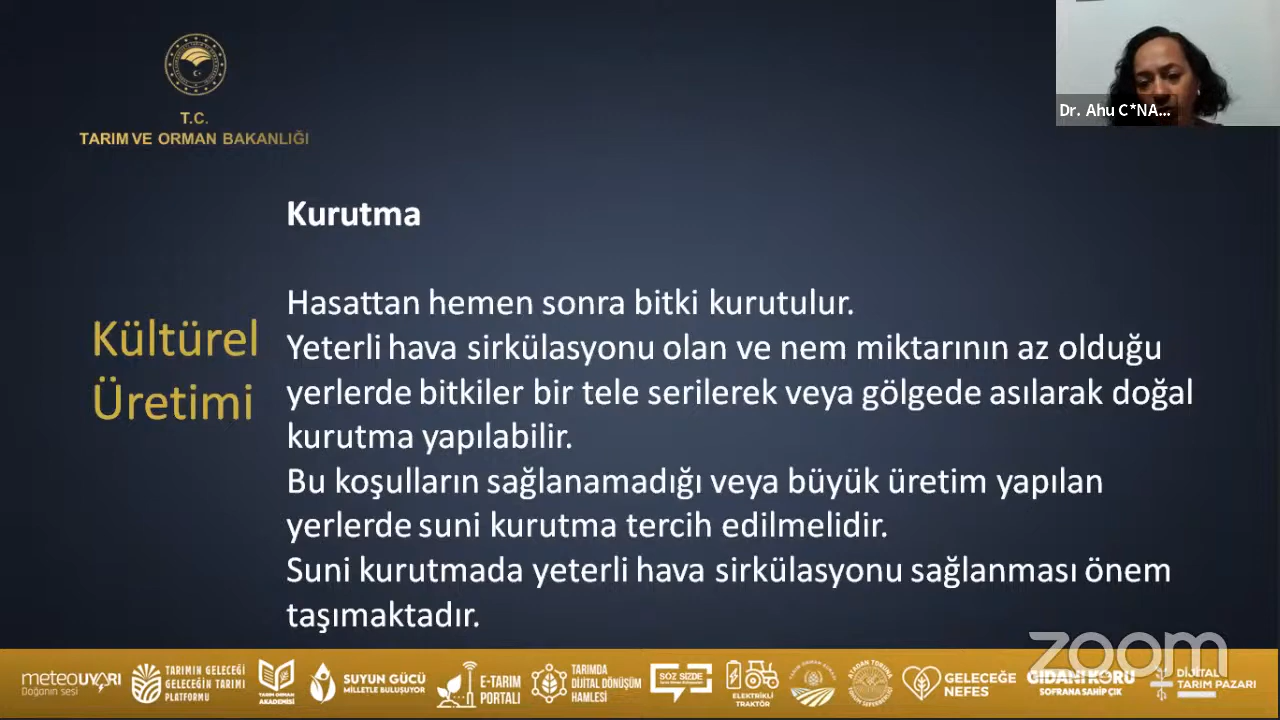 T.C.
TARIM VE ORMAN BAKANLIĞI
Dr. Ahu C*NA...
Kurutma
Kültürel
Üretimi
Hasattan hemen sonra bitki kurutulur.
Yeterli hava sirkülasyonu olan ve nem miktarının az olduğu
yerlerde bitkiler bir tele serilerek veya gölgede asılarak doğal
kurutma yapılabilir.
Bu koşulların sağlanamadığı veya büyük üretim yapılan
yerlerde suni kurutma tercih edilmelidir.
Suni kurutmada yeterli hava sirkülasyonu sağlanması önem
taşımaktadır.
zoom
meteoUYARI
Doğanın sesi
TARIMIN GELECEĞİ
GELECEĞİN TARIMI
PLATFORMU
TARIM ORMAN
AKADEMİSİ
SUYUN GÜCÜ
MİLLETLE BULUŞUYOR
E-TARIM
PORTALI
TARIMDA
DİJİTAL DÖNÜŞÜM
HAMLESİ
SÖZ SİZDE
ELEKTRİKLİ
TRAKTÖR
GELECEĞE
NEFES
GIDANI KORU
SOFRANA SAHİP ÇIK
DİJİTAL
TARIM PAZARI